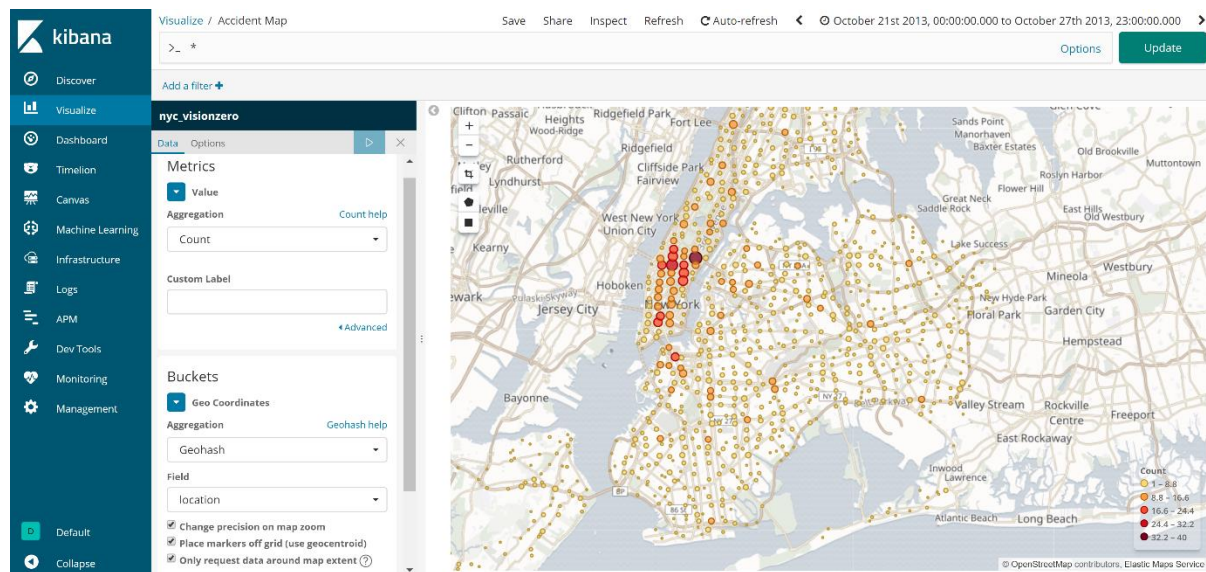 kibana
Discover
Visualize
Dashboard
Timelion
Canvas
Machine Learning
Infrastructure
Logs
APM
Dev Tools
Monitoring
Management
D Default
Collapse
Visualize / Accident Map
Save Share Inspect Refresh Auto-refresh October 21st 2013, 00:00:00.000 to October 27th 2013, 23:00:00.000
>_ *
Options Update
Add a filter +
nyc_visionzero
Data Options
Metrics
Value
Aggregation Count help
Count
Custom Label
Advanced
Buckets
Geo Coordinates
Aggregation Geohash help
Geohash
Field
location
Change precision on map zoom
Place markers off grid (use geocentroid)
Only request data around map extent
Clifton Passaic
Heights
Ridgefield Park
Fort Lee
Wood-Ridge
Ridgefield
Rutherford
Cliffside Park
Lyndhurst
Fairview
West New York
Union City
Kearny
Hoboken
Pulaski Skyway
New York
Jersey City
Bayonne
Sands Point
Manorhaven
Baxter Estates
Old Brookville
Muttontown
Roslyn Harbor
Flower Hill
Great Neck
Saddle Rock
East Hills
Old Westbury
Lake Success
Westbury
Mineola
New Hyde Park
Floral Park
Garden City
Hempstead
Valley Stream
Rockville
Centre
Freeport
East Rockaway
Inwood
Lawrence
Atlantic Beach
Long Beach
NY 27
BP
86 St
Count
1 – 8.8
8.8 – 16.6
16.6 – 24.4
24.4 – 32.2
32.2 – 40
© OpenStreetMap contributors, Elastic Maps Service